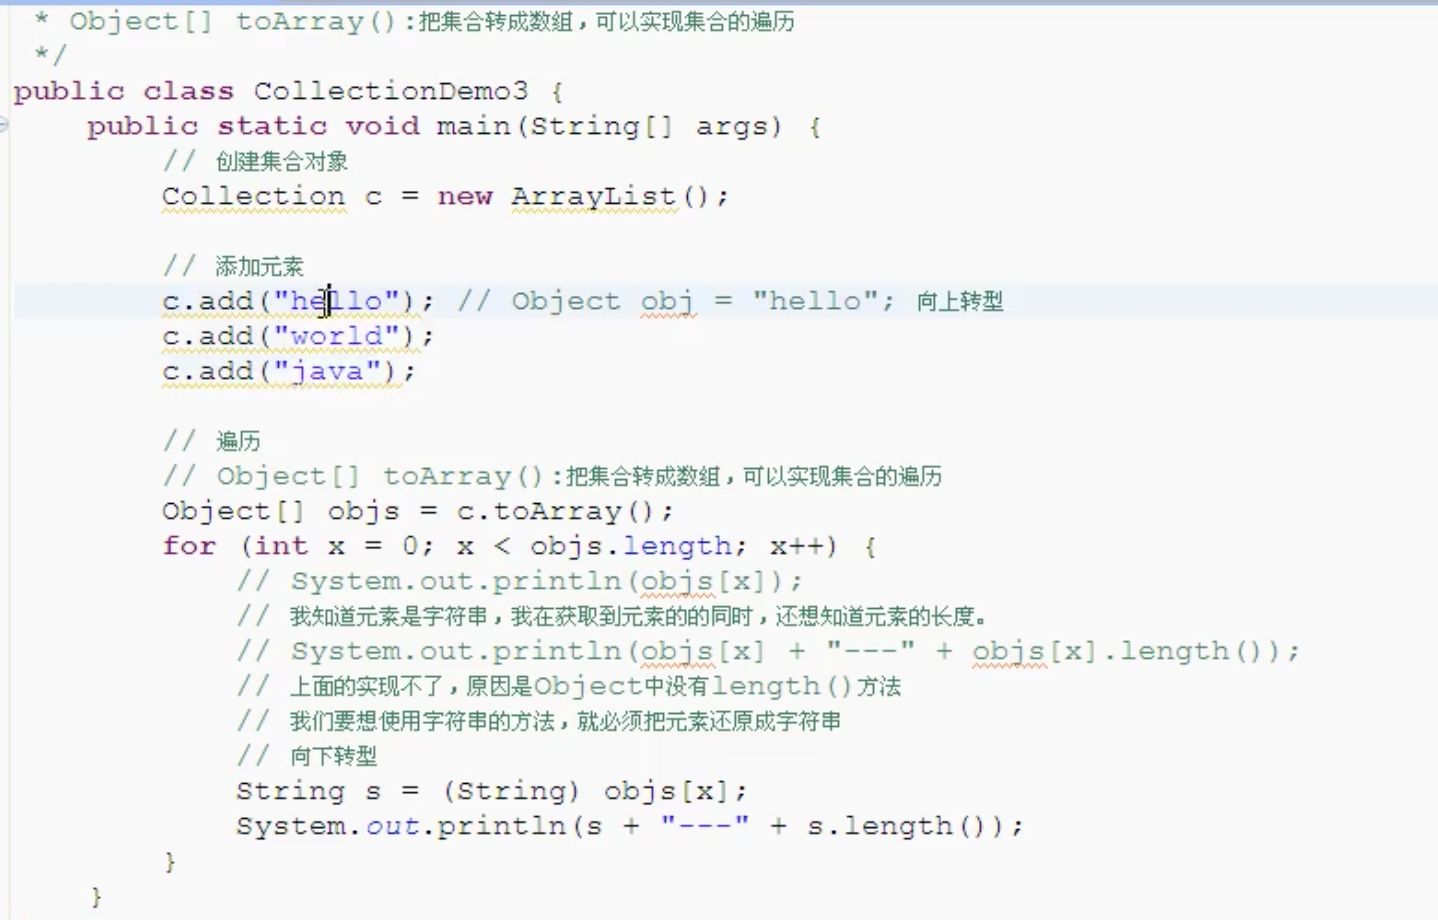 * Object[] toArray():把集合转成数组，可以实现集合的遍历
*/
public class CollectionDemo3 {
public static void main(String[] args) {
// 创建集合对象
Collection c = new ArrayList();
// 添加元素
c.add("hello"); // Object obj = "hello"; 向上转型
c.add("world");
c.add("java");
// 遍历
// Object[] toArray():把集合转成数组，可以实现集合的遍历
Object[] objs = c.toArray();
for (int x = 0; x < objs.length; x++) {
// System.out.println(objs[x]);
// 我知道元素是字符串，我在获取到元素的的同时，还想知道元素的长度。
// System.out.println(objs[x] + "---" + objs[x].length());
// 上面的实现不了，原因是Object中没有length()方法
// 我们要想使用字符串的方法，就必须把元素还原成字符串
// 向下转型
String s = (String) objs[x];
System.out.println(s + "---" + s.length());
}
}